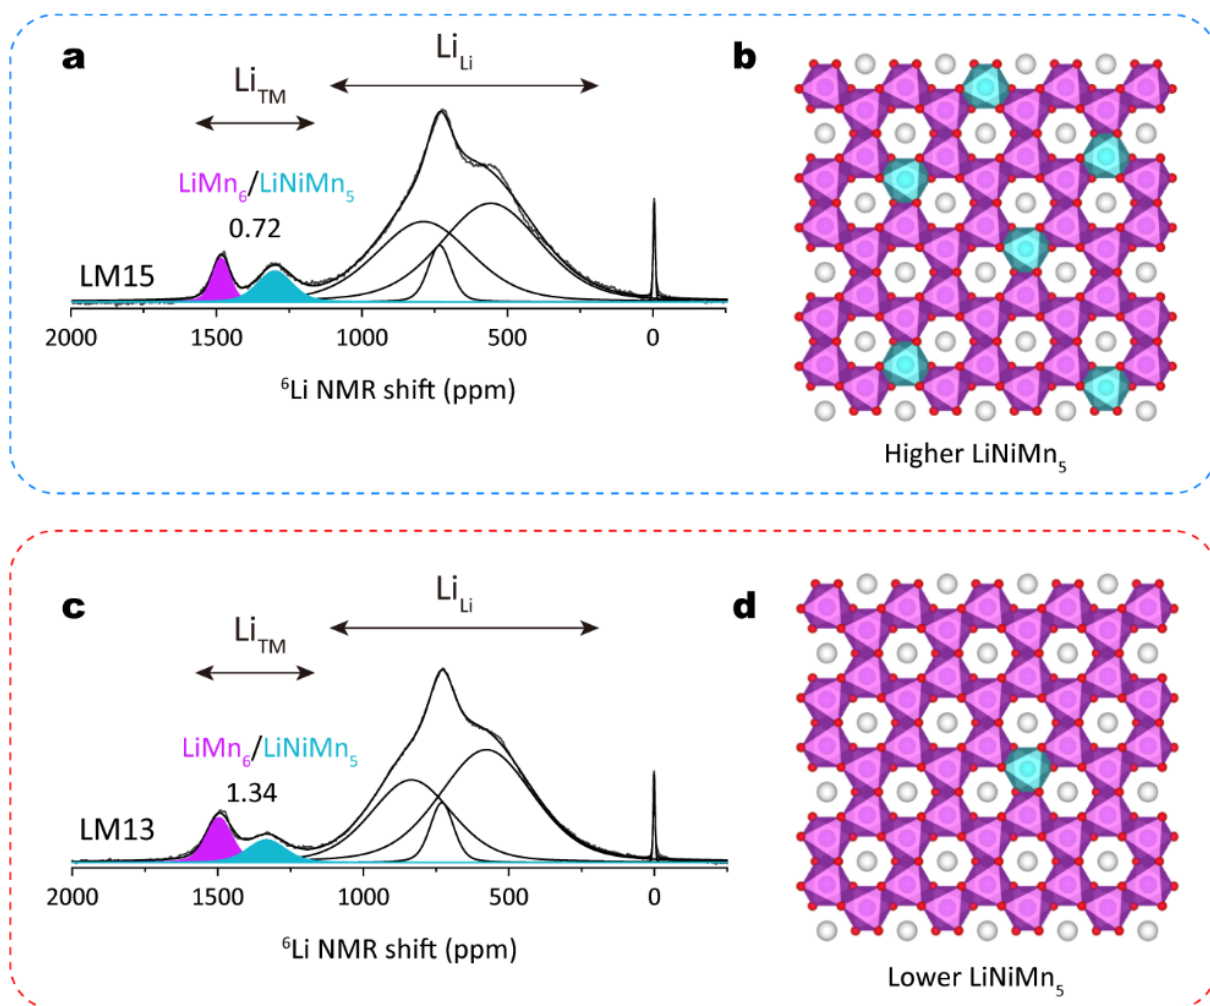 a
Li_Li
b
Li_TM
LiMn₆/LiNiMn₅
0.72
LM15
2000 1500 1000 500 0
⁶Li NMR shift (ppm)
Higher LiNiMn₅
c
Li_Li
d
Li_TM
LiMn₆/LiNiMn₅
1.34
LM13
2000 1500 1000 500 0
⁶Li NMR shift (ppm)
Lower LiNiMn₅